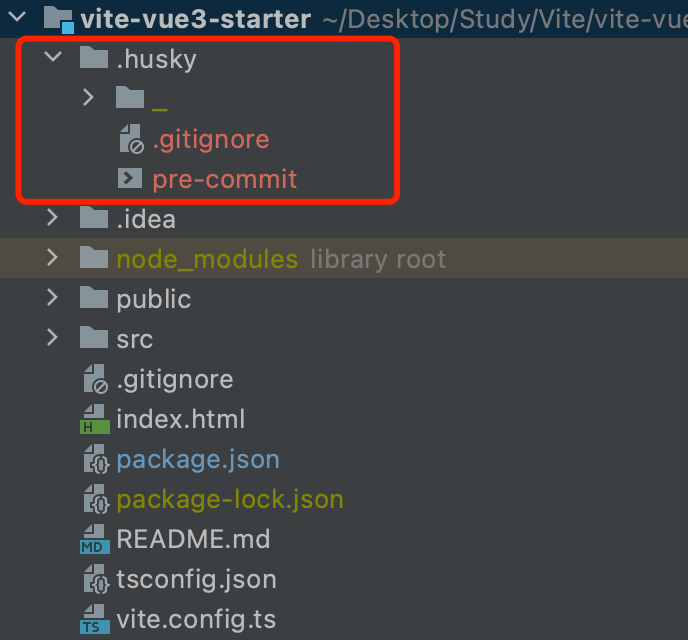 vite-vue3-starter ~/Desktop/Study/Vite/vite-vue
.husky
_
.gitignore
pre-commit
.idea
node_modules library root
public
src
.gitignore
H index.html
package.json
package-lock.json
MD README.md
tsconfig.json
TS vite.config.ts